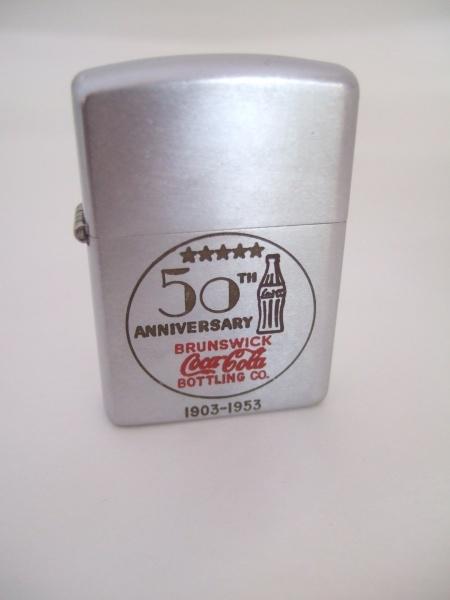 50TH
ANNIVERSARY
BRUNSWICK
Coca-Cola
BOTTLING CO.
1903-1953